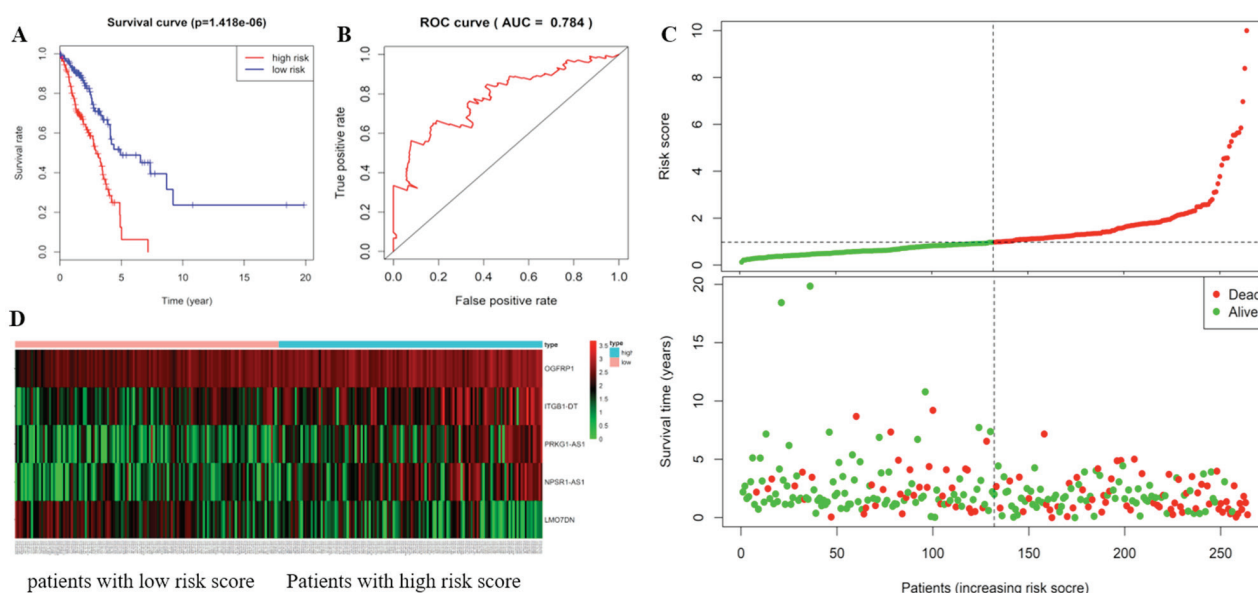 A
Survival curve (p=1.418e-06)
high risk
low risk
Survival rate
0.0 0.2 0.4 0.6 0.8 1.0
0 5 10 15 20
Time (year)
B
ROC curve ( AUC = 0.784 )
True positive rate
0.0 0.2 0.4 0.6 0.8 1.0
0.0 0.2 0.4 0.6 0.8 1.0
False positive rate
C
Risk score
10
8
6
4
2
0
Survival time (years)
20
15
10
5
0
Dead
Alive
0 50 100 150 200 250
Patients (increasing risk socre)
D
type
OGFRP1
ITGB1-DT
PRKG1-AS1
NPSR1-AS1
LMO7DN
3.5
3
2.5
2
1.5
1
0.5
0
type
high
low
patients with low risk score
Patients with high risk score